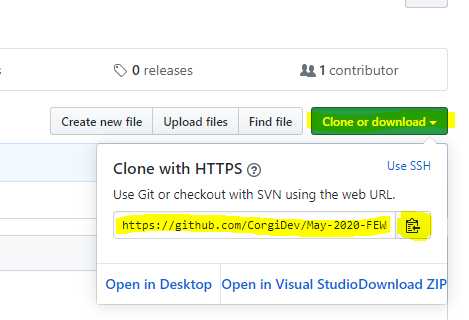 0 releases
1 contributor
Create new file
Upload files
Find file
Clone or download
Clone with HTTPS
Use SSH
Use Git or checkout with SVN using the web URL.
https://github.com/CorgiDev/May-2020-FEW
Open in Desktop
Open in Visual Studio
Download ZIP